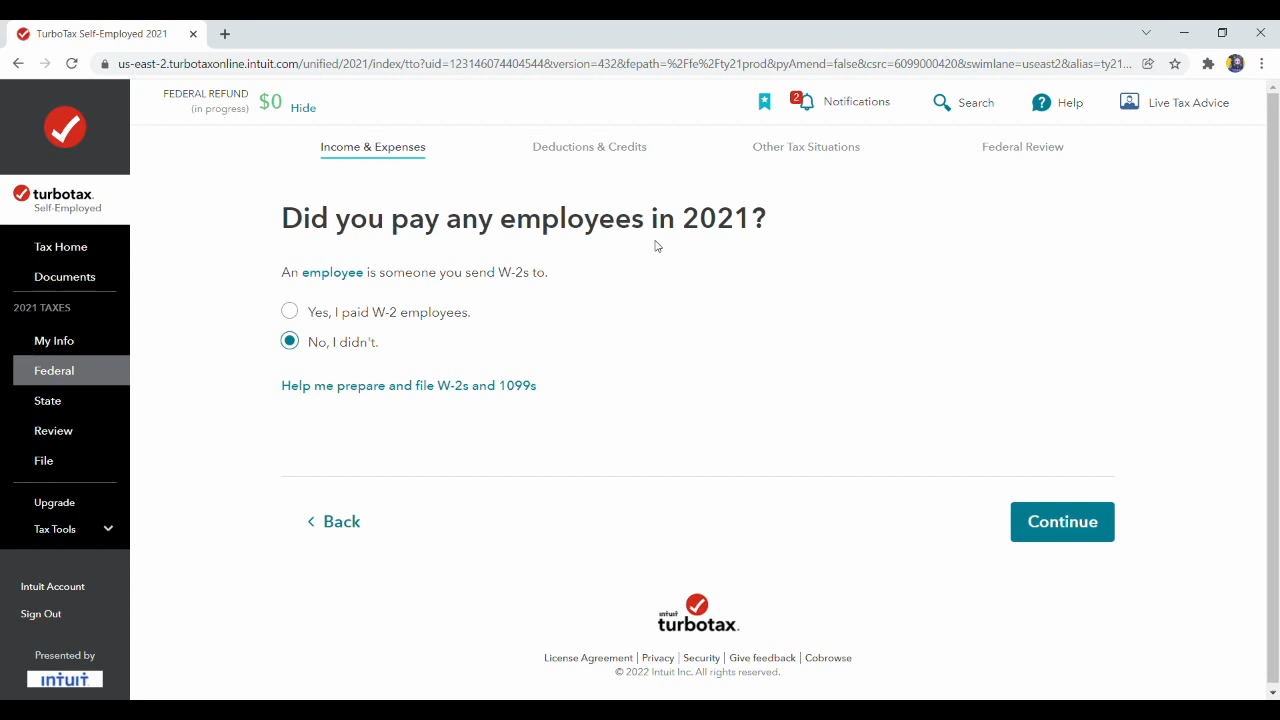 TurboTax Self-Employed 2021
us-east-2.turbotaxonline.intuit.com/unified/2021/index/tto?uid=123146074404544&version=432&fepath=%2Ffe%2Fty21prod&pyAmend=false&csrc=6099000420&swimlane=useast2&alias=ty21...
FEDERAL REFUND
(in progress)
$0
Hide
2
Notifications
Search
? Help
Live Tax Advice
Income & Expenses
Deductions & Credits
Other Tax Situations
Federal Review
turbotax.
Self-Employed
Tax Home
Documents
2021 TAXES
My Info
Federal
State
Review
File
Upgrade
Tax Tools
Intuit Account
Sign Out
Presented by
intuit
Did you pay any employees in 2021?
An employee is someone you send W-2s to.
Yes, I paid W-2 employees.
No, I didn't.
Help me prepare and file W-2s and 1099s
< Back
Continue
intuit
turbotax.
License Agreement | Privacy | Security | Give feedback | Cobrowse
© 2022 Intuit Inc. All rights reserved.